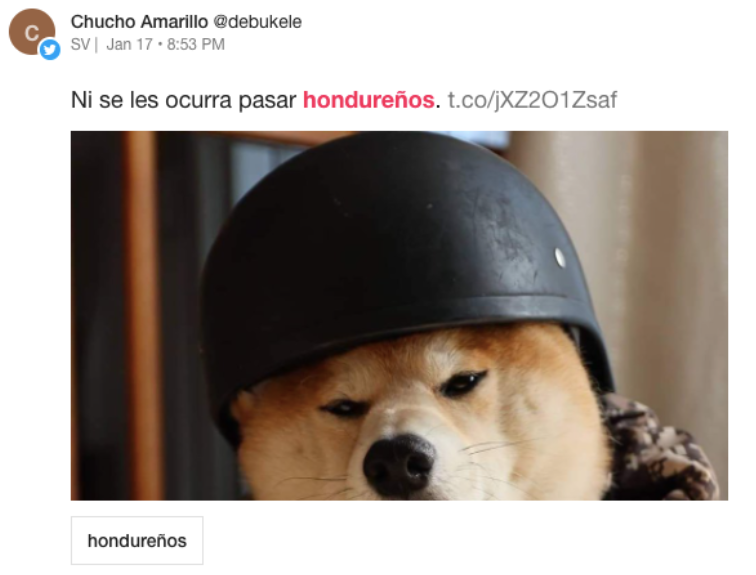 C
Chucho Amarillo @debukele
SV | Jan 17 • 8:53 PM
Ni se les ocurra pasar hondureños. t.co/jXZ2O1Zsaf
hondureños